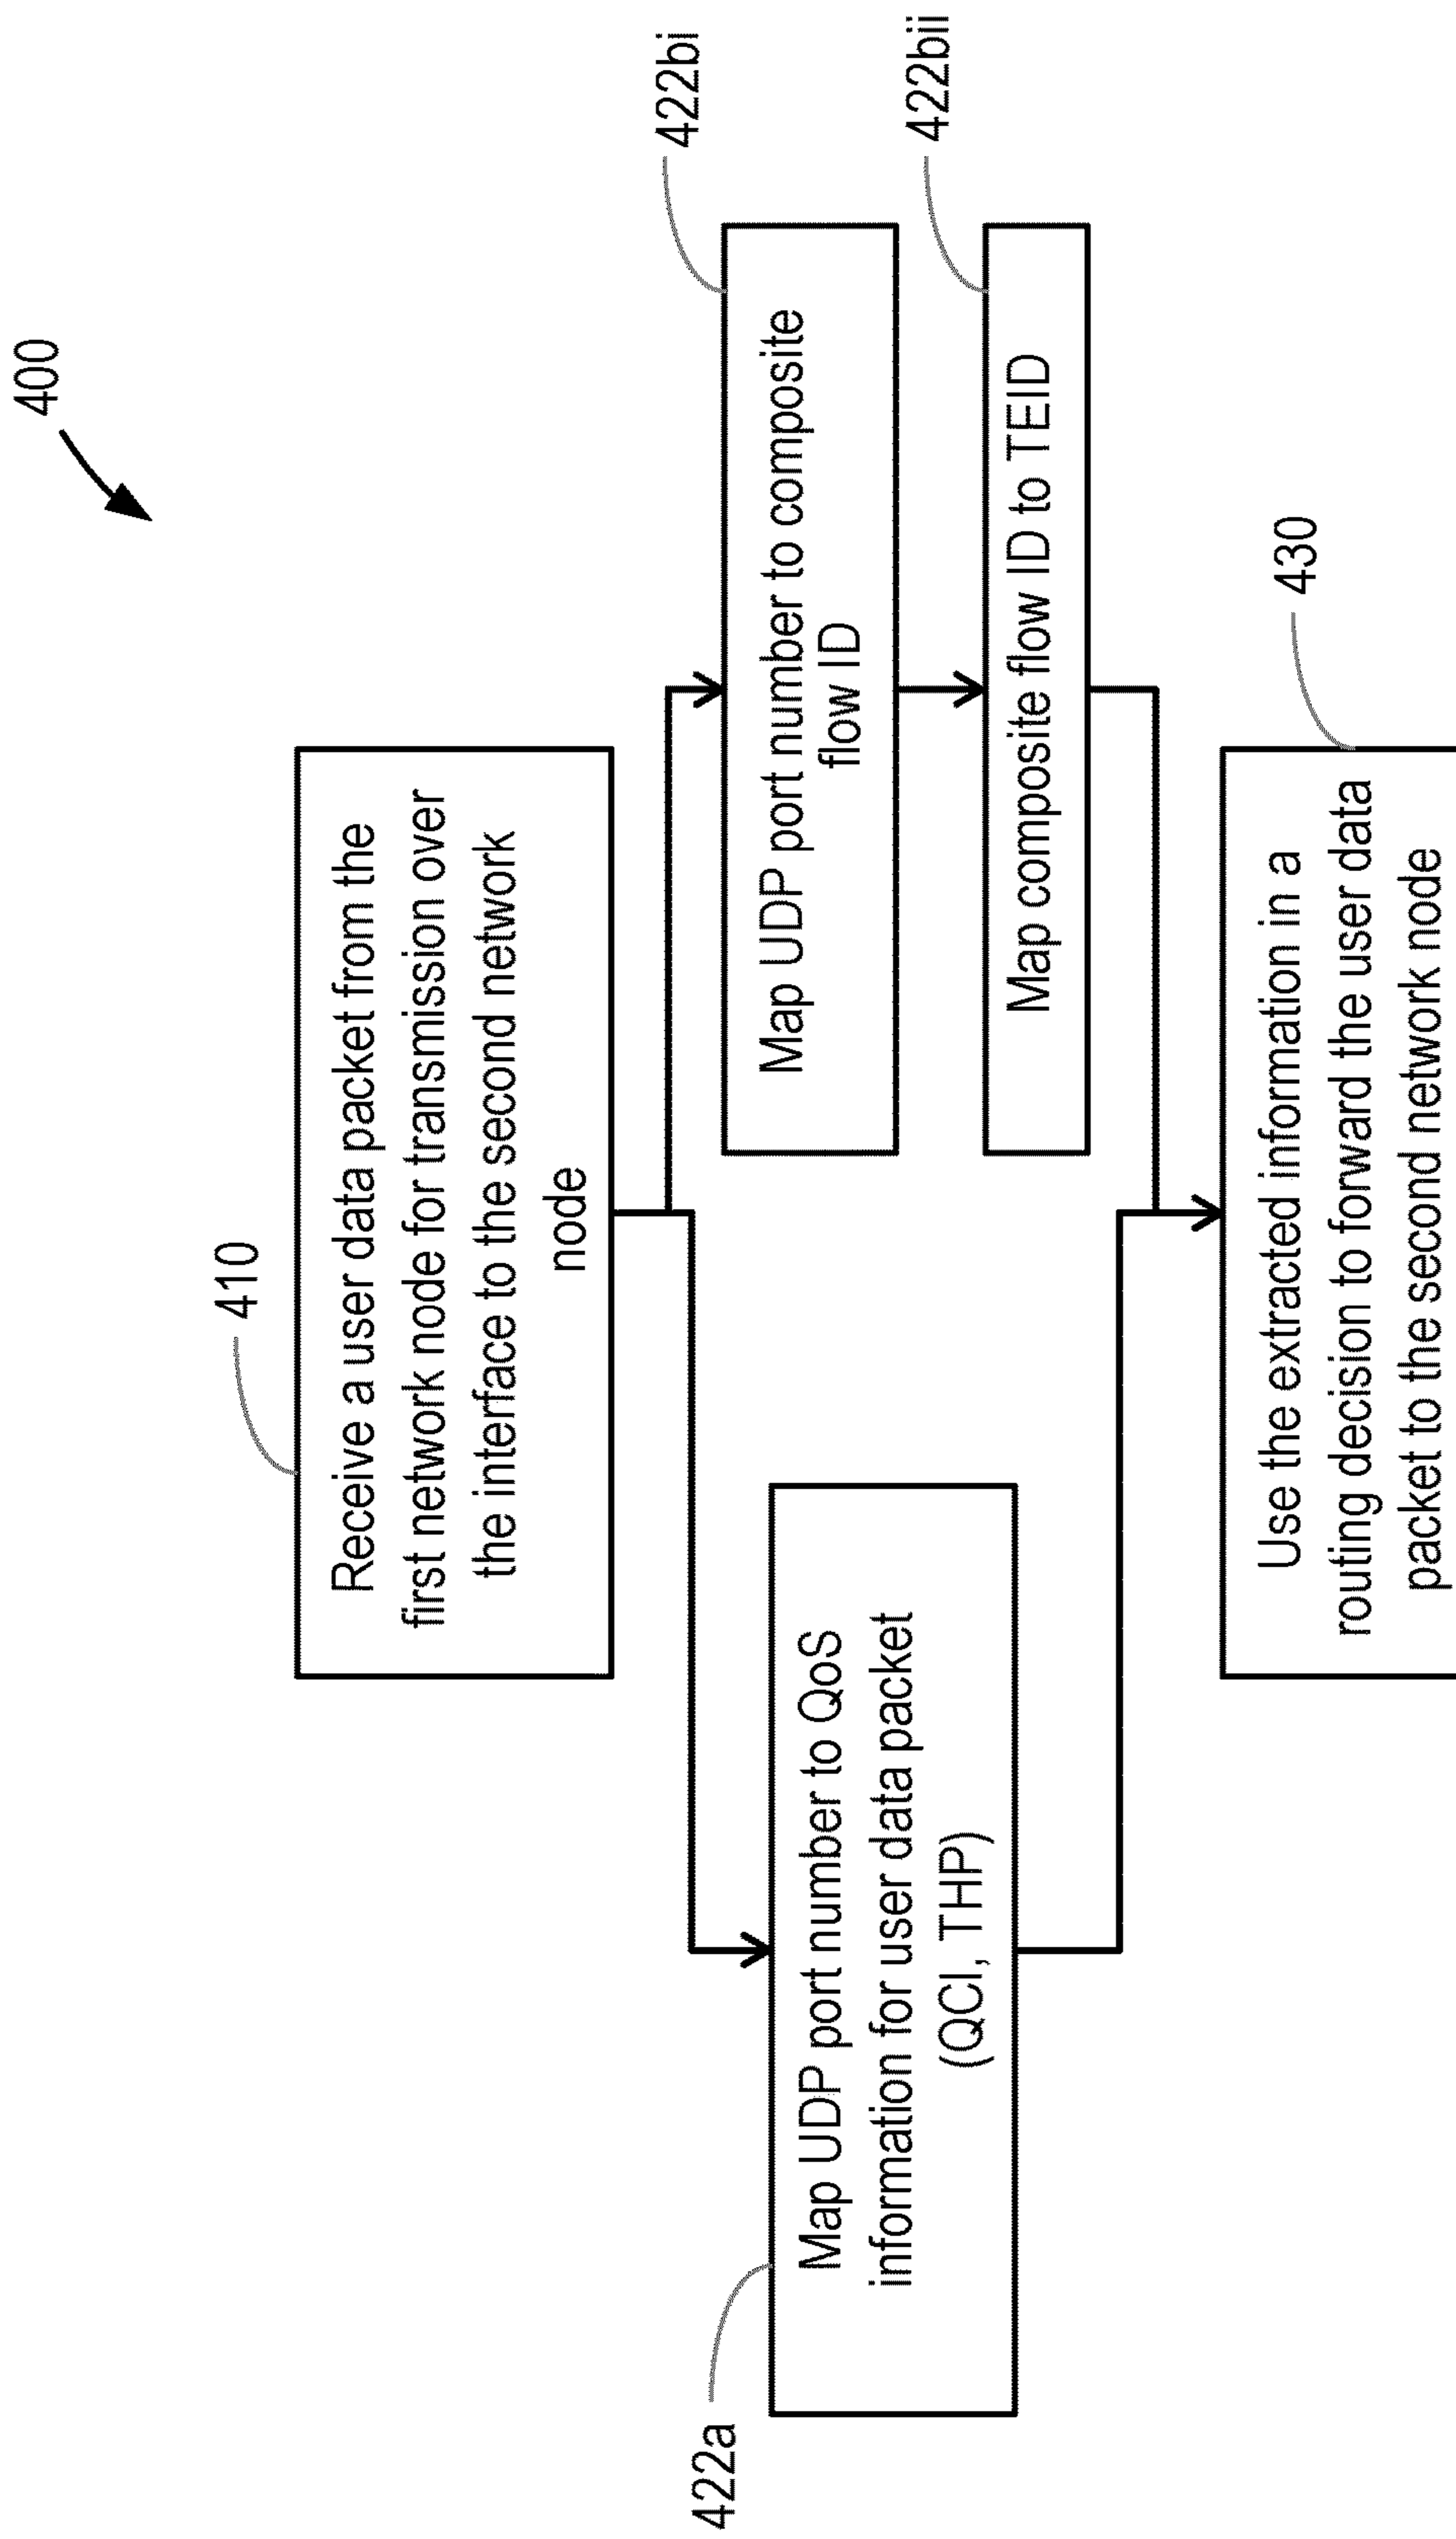 400
410
Receive a user data packet from the
first network node for transmission over
the interface to the second network
node
422a
Map UDP port number to QoS
information for user data packet
(QCI, THP)
422bi
Map UDP port number to composite
flow ID
422bii
Map composite flow ID to TEID
430
Use the extracted information in a
routing decision to forward the user data
packet to the second network node